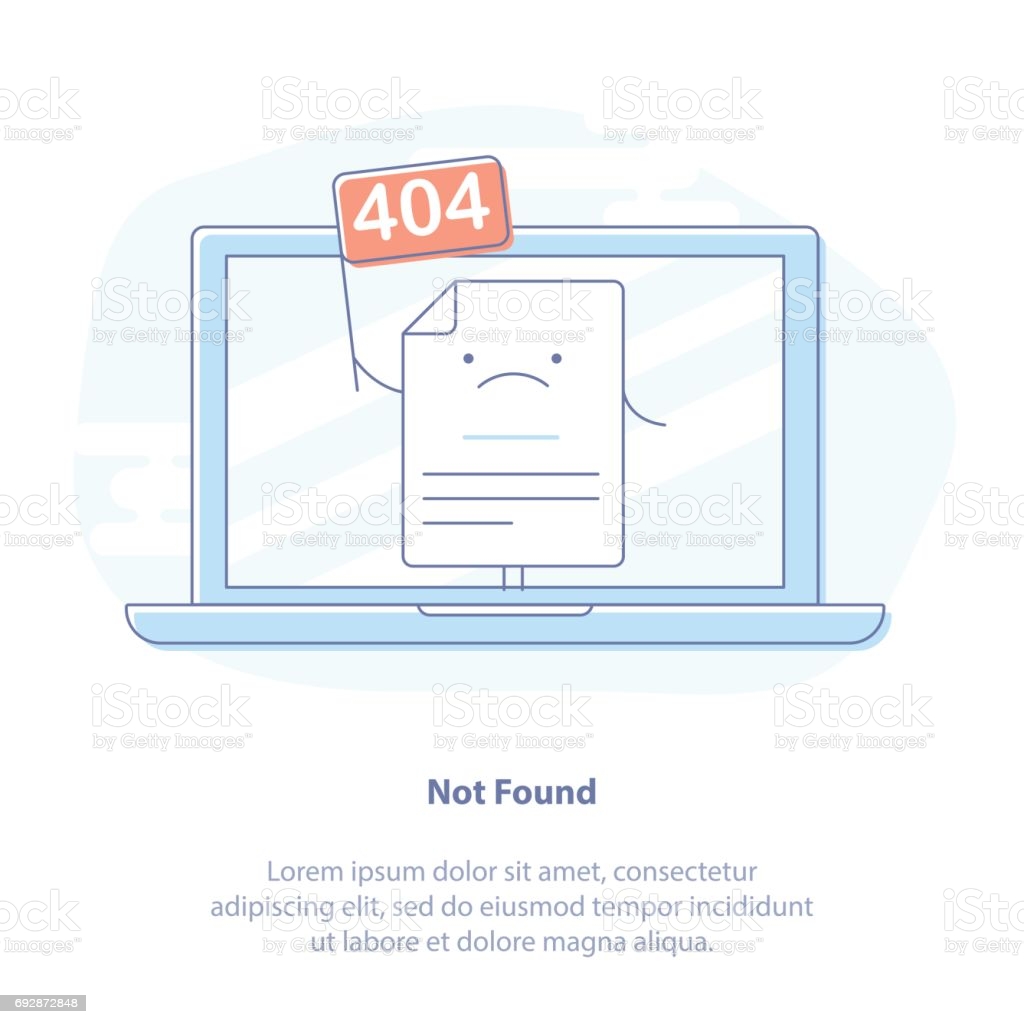 iStock
by Getty Images™
404
Not Found
Lorem ipsum dolor sit amet, consectetur
adipiscing elit, sed do eiusmod tempor incididunt
ut labore et dolore magna aliqua.
692872848